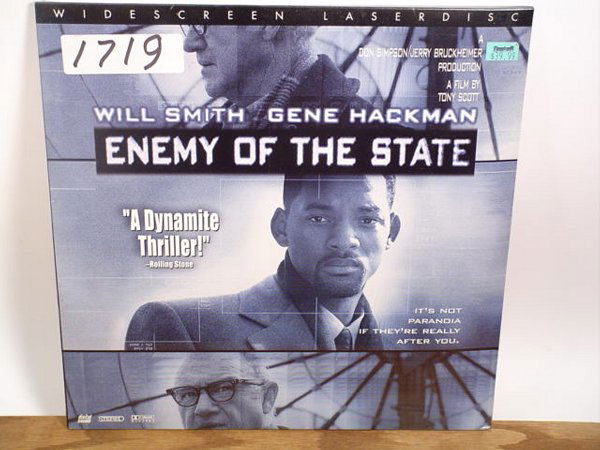 WIDESCREEN LASERDISC
1719
A
DON SIMPSON/JERRY BRUCKHEIMER
PRODUCTION
A FILM BY
TONY SCOTT
WILL SMITH GENE HACKMAN
ENEMY OF THE STATE
"A Dynamite
Thriller!"
-Rolling Stone
IT'S NOT
PARANOIA
IF THEY'RE REALLY
AFTER YOU.